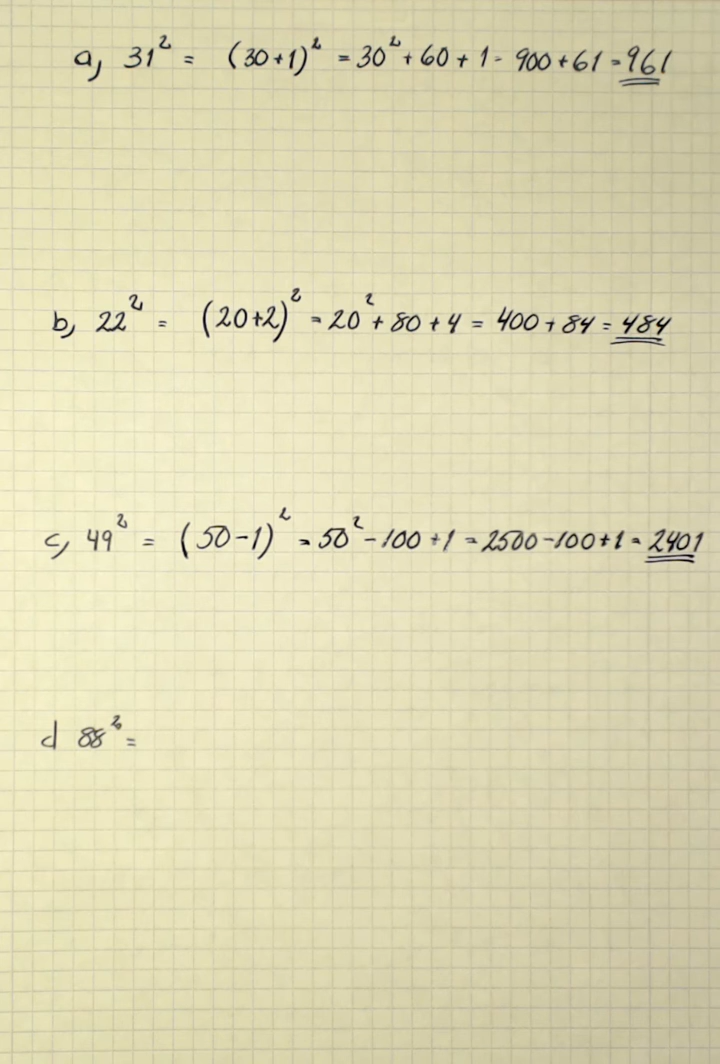 a, 31² = (30+1)² = 30² + 60 + 1 - 900 + 61 = 961
b, 22² = (20+2)² = 20² + 80 + 4 = 400 + 84 = 484
c, 49² = (50-1)² = 50² - 100 + 1 = 2500 - 100 + 1 = 2401
d 88² =